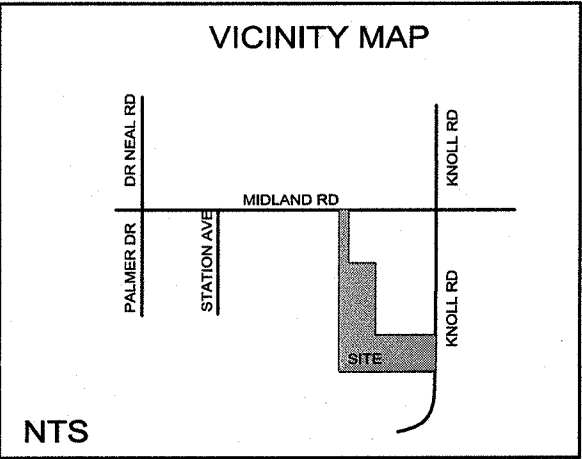 VICINITY MAP
DR NEAL RD
KNOLL RD
MIDLAND RD
PALMER DR
STATION AVE
KNOLL RD
SITE
NTS